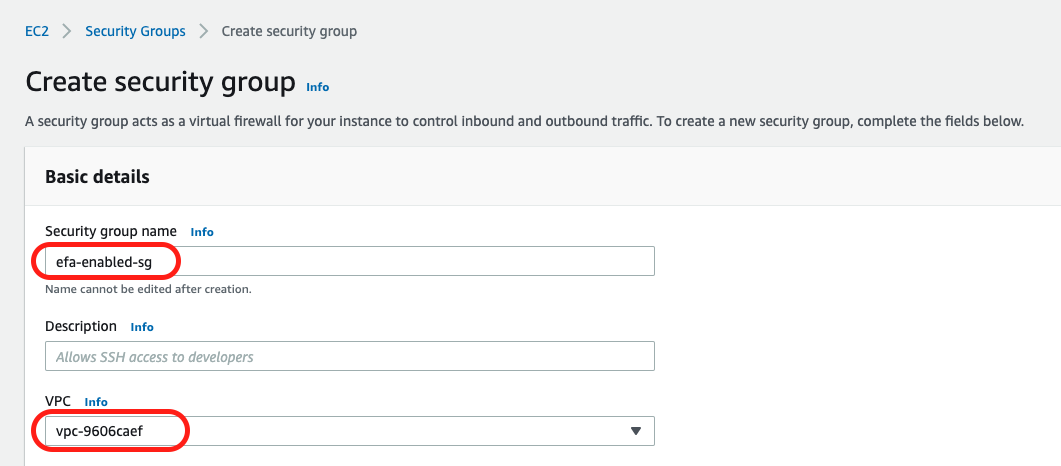 EC2 > Security Groups > Create security group
Create security group Info
A security group acts as a virtual firewall for your instance to control inbound and outbound traffic. To create a new security group, complete the fields below.
Basic details
Security group name Info
efa-enabled-sg
Name cannot be edited after creation.
Description Info
Allows SSH access to developers
VPC Info
vpc-9606caef